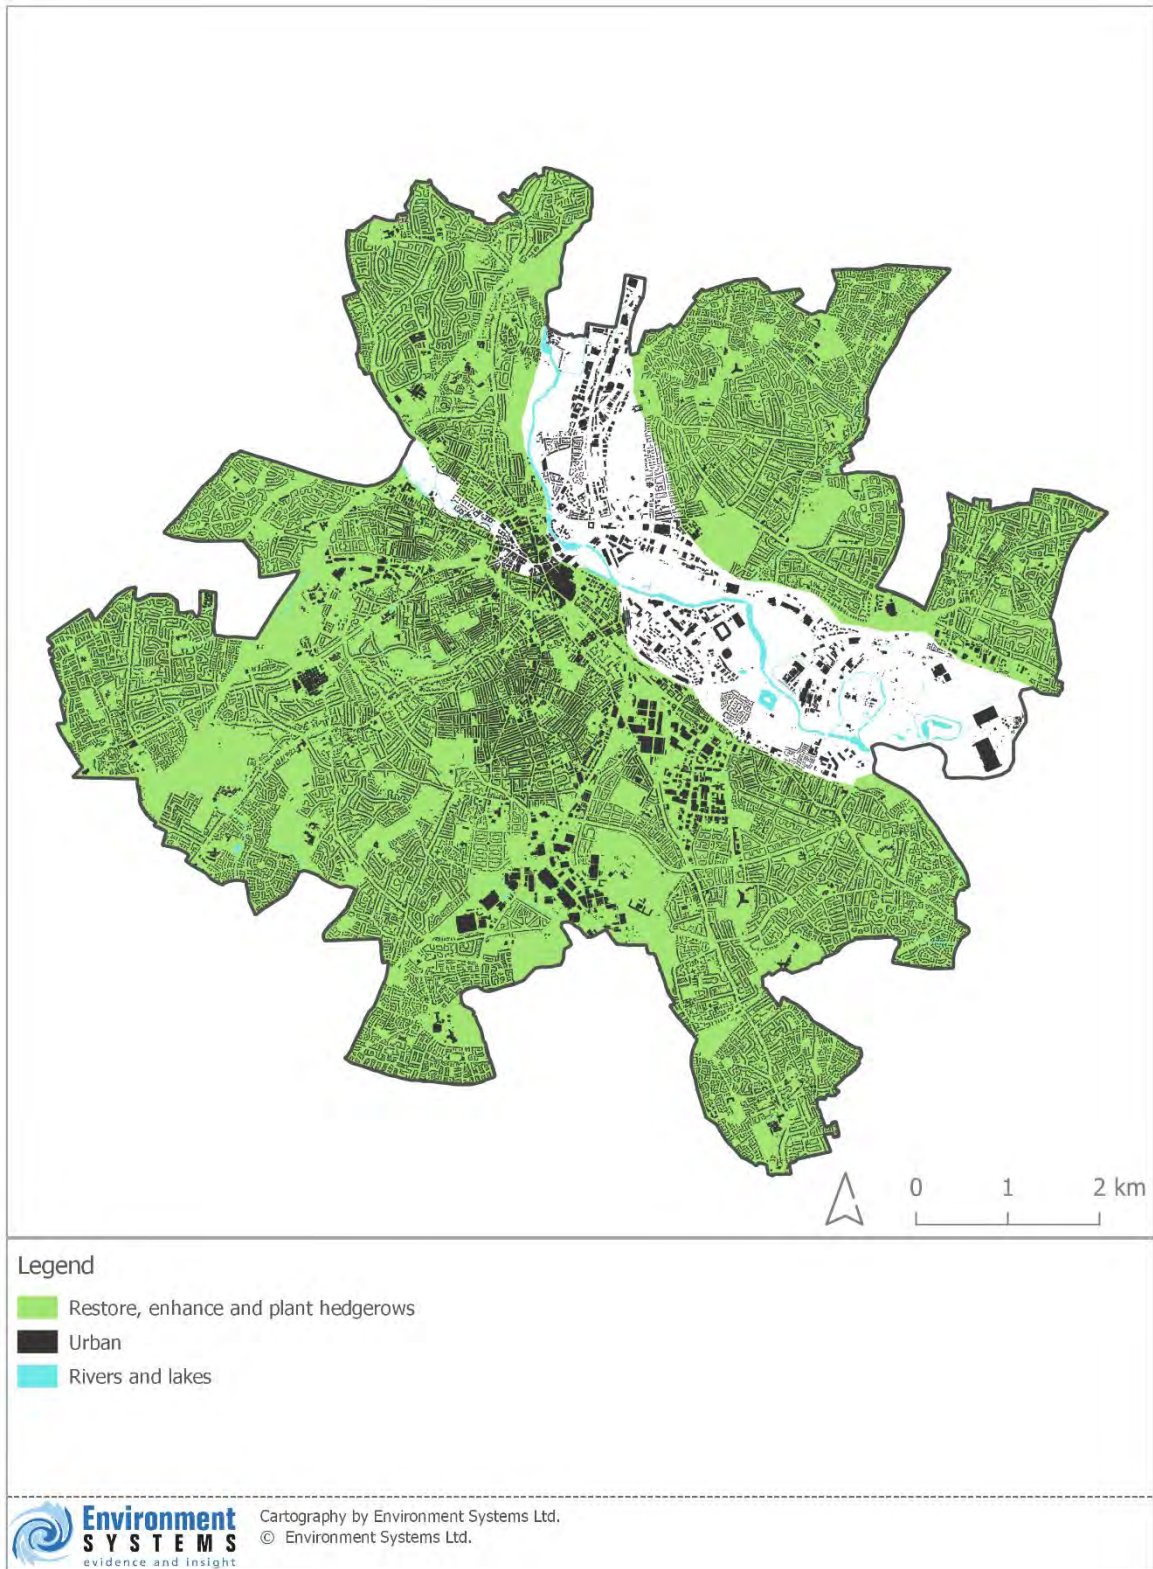 0 1 2 km
Legend
Restore, enhance and plant hedgerows
Urban
Rivers and lakes
Environment
SYSTEMS
evidence and insight
Cartography by Environment Systems Ltd.
© Environment Systems Ltd.